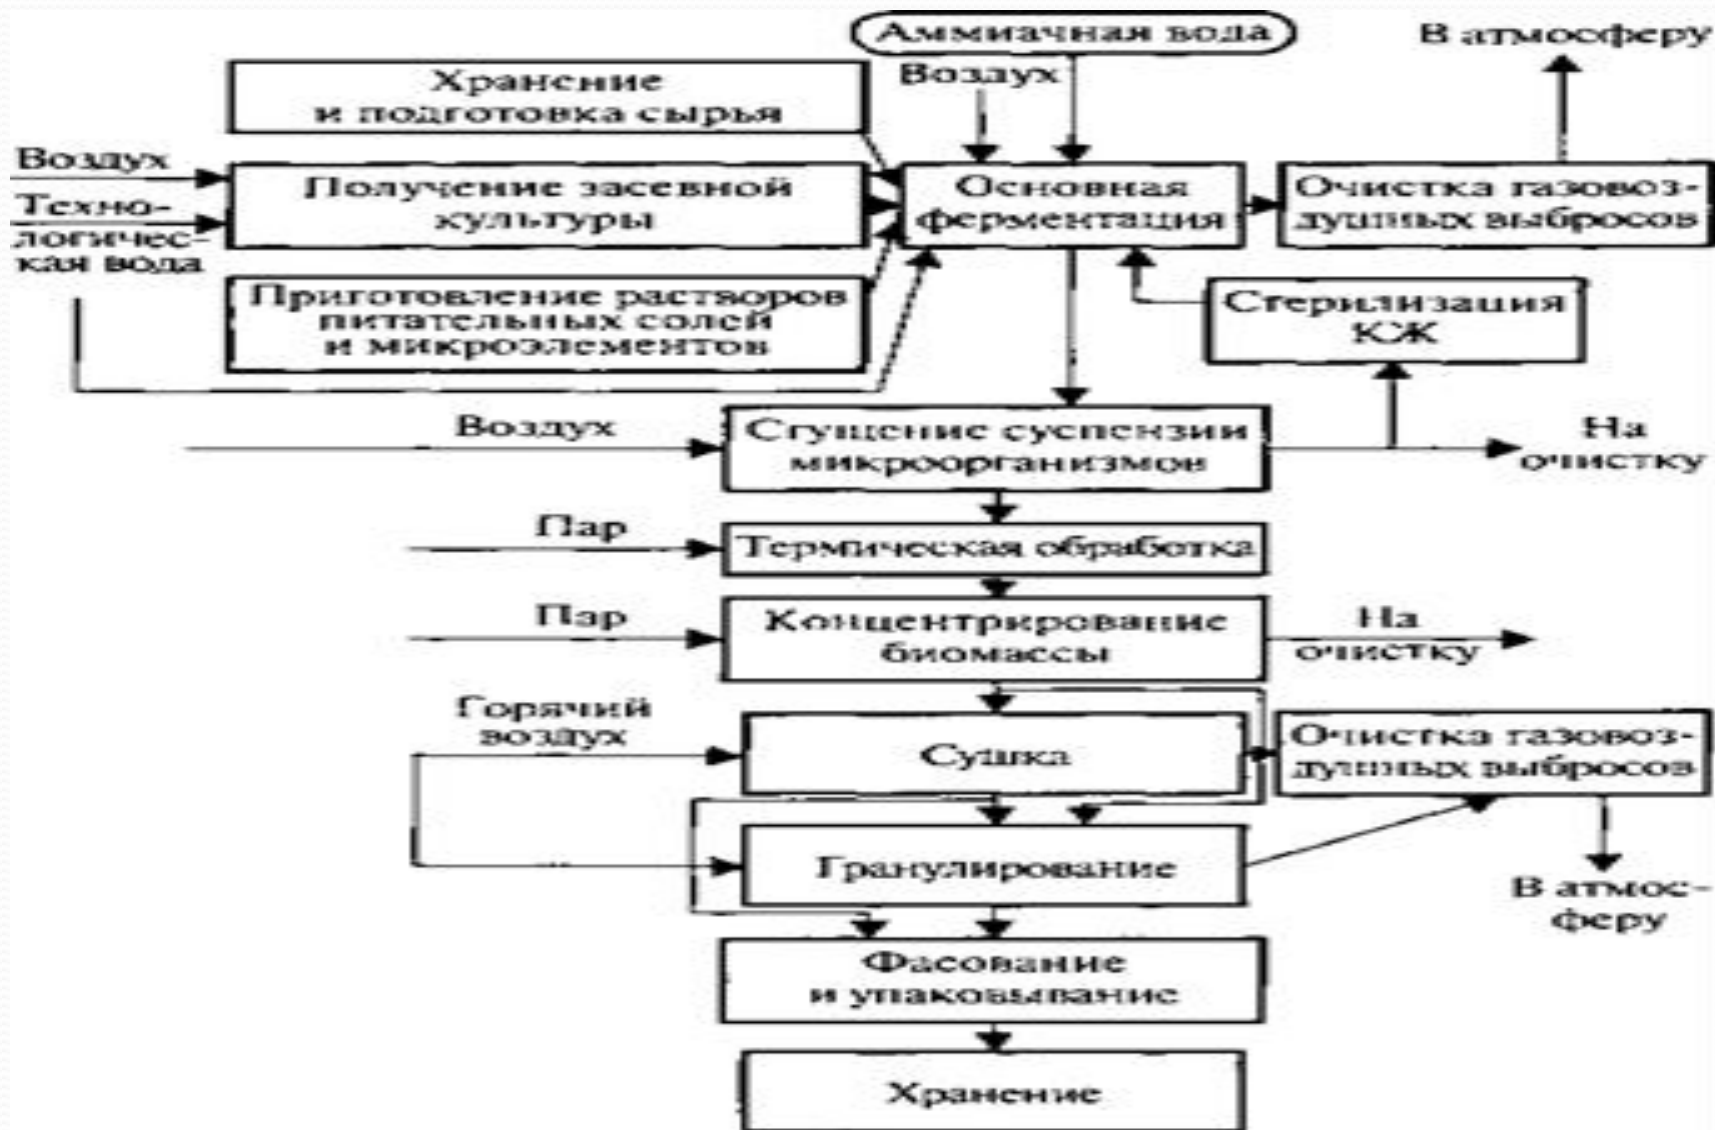 Аммиачная вода
В атмосферу
Хранение
и подготовка сырья
Воздух
Воздух
Техно-
логичес-
кая вода
Получение засевной
культуры
Основная
ферментация
Очистка газовоз-
душных выбросов
Приготовление растворов
питательных солей
и микроэлементов
Стерилизация
КЖ
Воздух
Сгущение суспензии
микроорганизмов
На
очистку
Пар
Термическая обработка
Пар
Концентрирование
биомассы
На
очистку
Горячий
воздух
Сушка
Очистка газовоз-
душных выбросов
Гранулирование
В атмос-
феру
Фасование
и упаковывание
Хранение